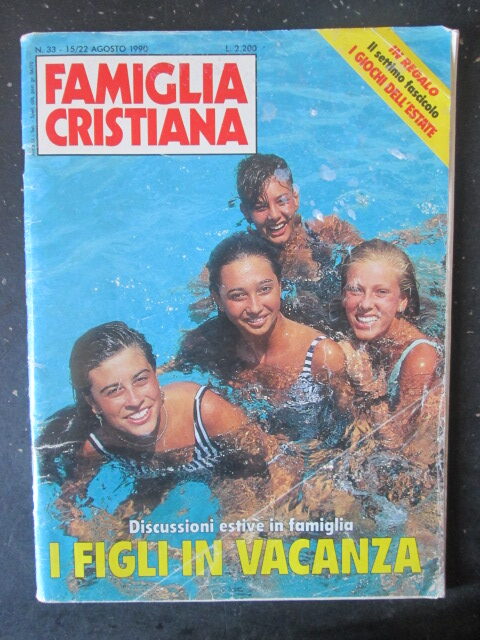 N. 33 - 15/22 AGOSTO 1990 L. 2.200
FAMIGLIA
CRISTIANA
IN REGALO
Il settimo fascicolo
I GIOCHI DELL'ESTATE
Discussioni estive in famiglia
I FIGLI IN VACANZA